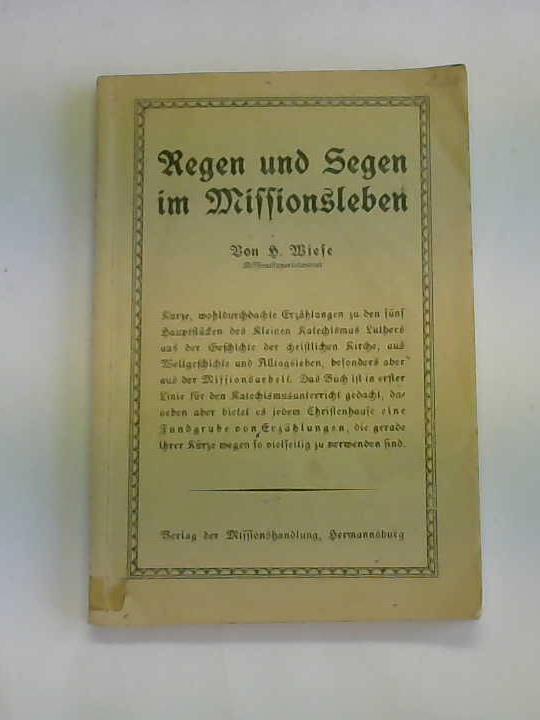 Regen und Segen
im Missionsleben
Von H. Wiese
Kurze, wohldurchdachte Erzählungen zu den fünf
Hauptstücken des Kleinen Katechismus Luthers
aus der Geschichte der christlichen Kirche, aus
Weltgeschichte und Alltagsleben, besonders aber
aus der Missionsarbeit. Das Buch ist in erster
Linie für den Katechismusunterricht gedacht, da-
neben aber bietet es jedem Christenhause eine
Fundgrube von Erzählungen, die gerade
ihrer Kürze wegen so vielseitig zu verwenden sind.
Verlag der Missionshandlung, Hermannsburg